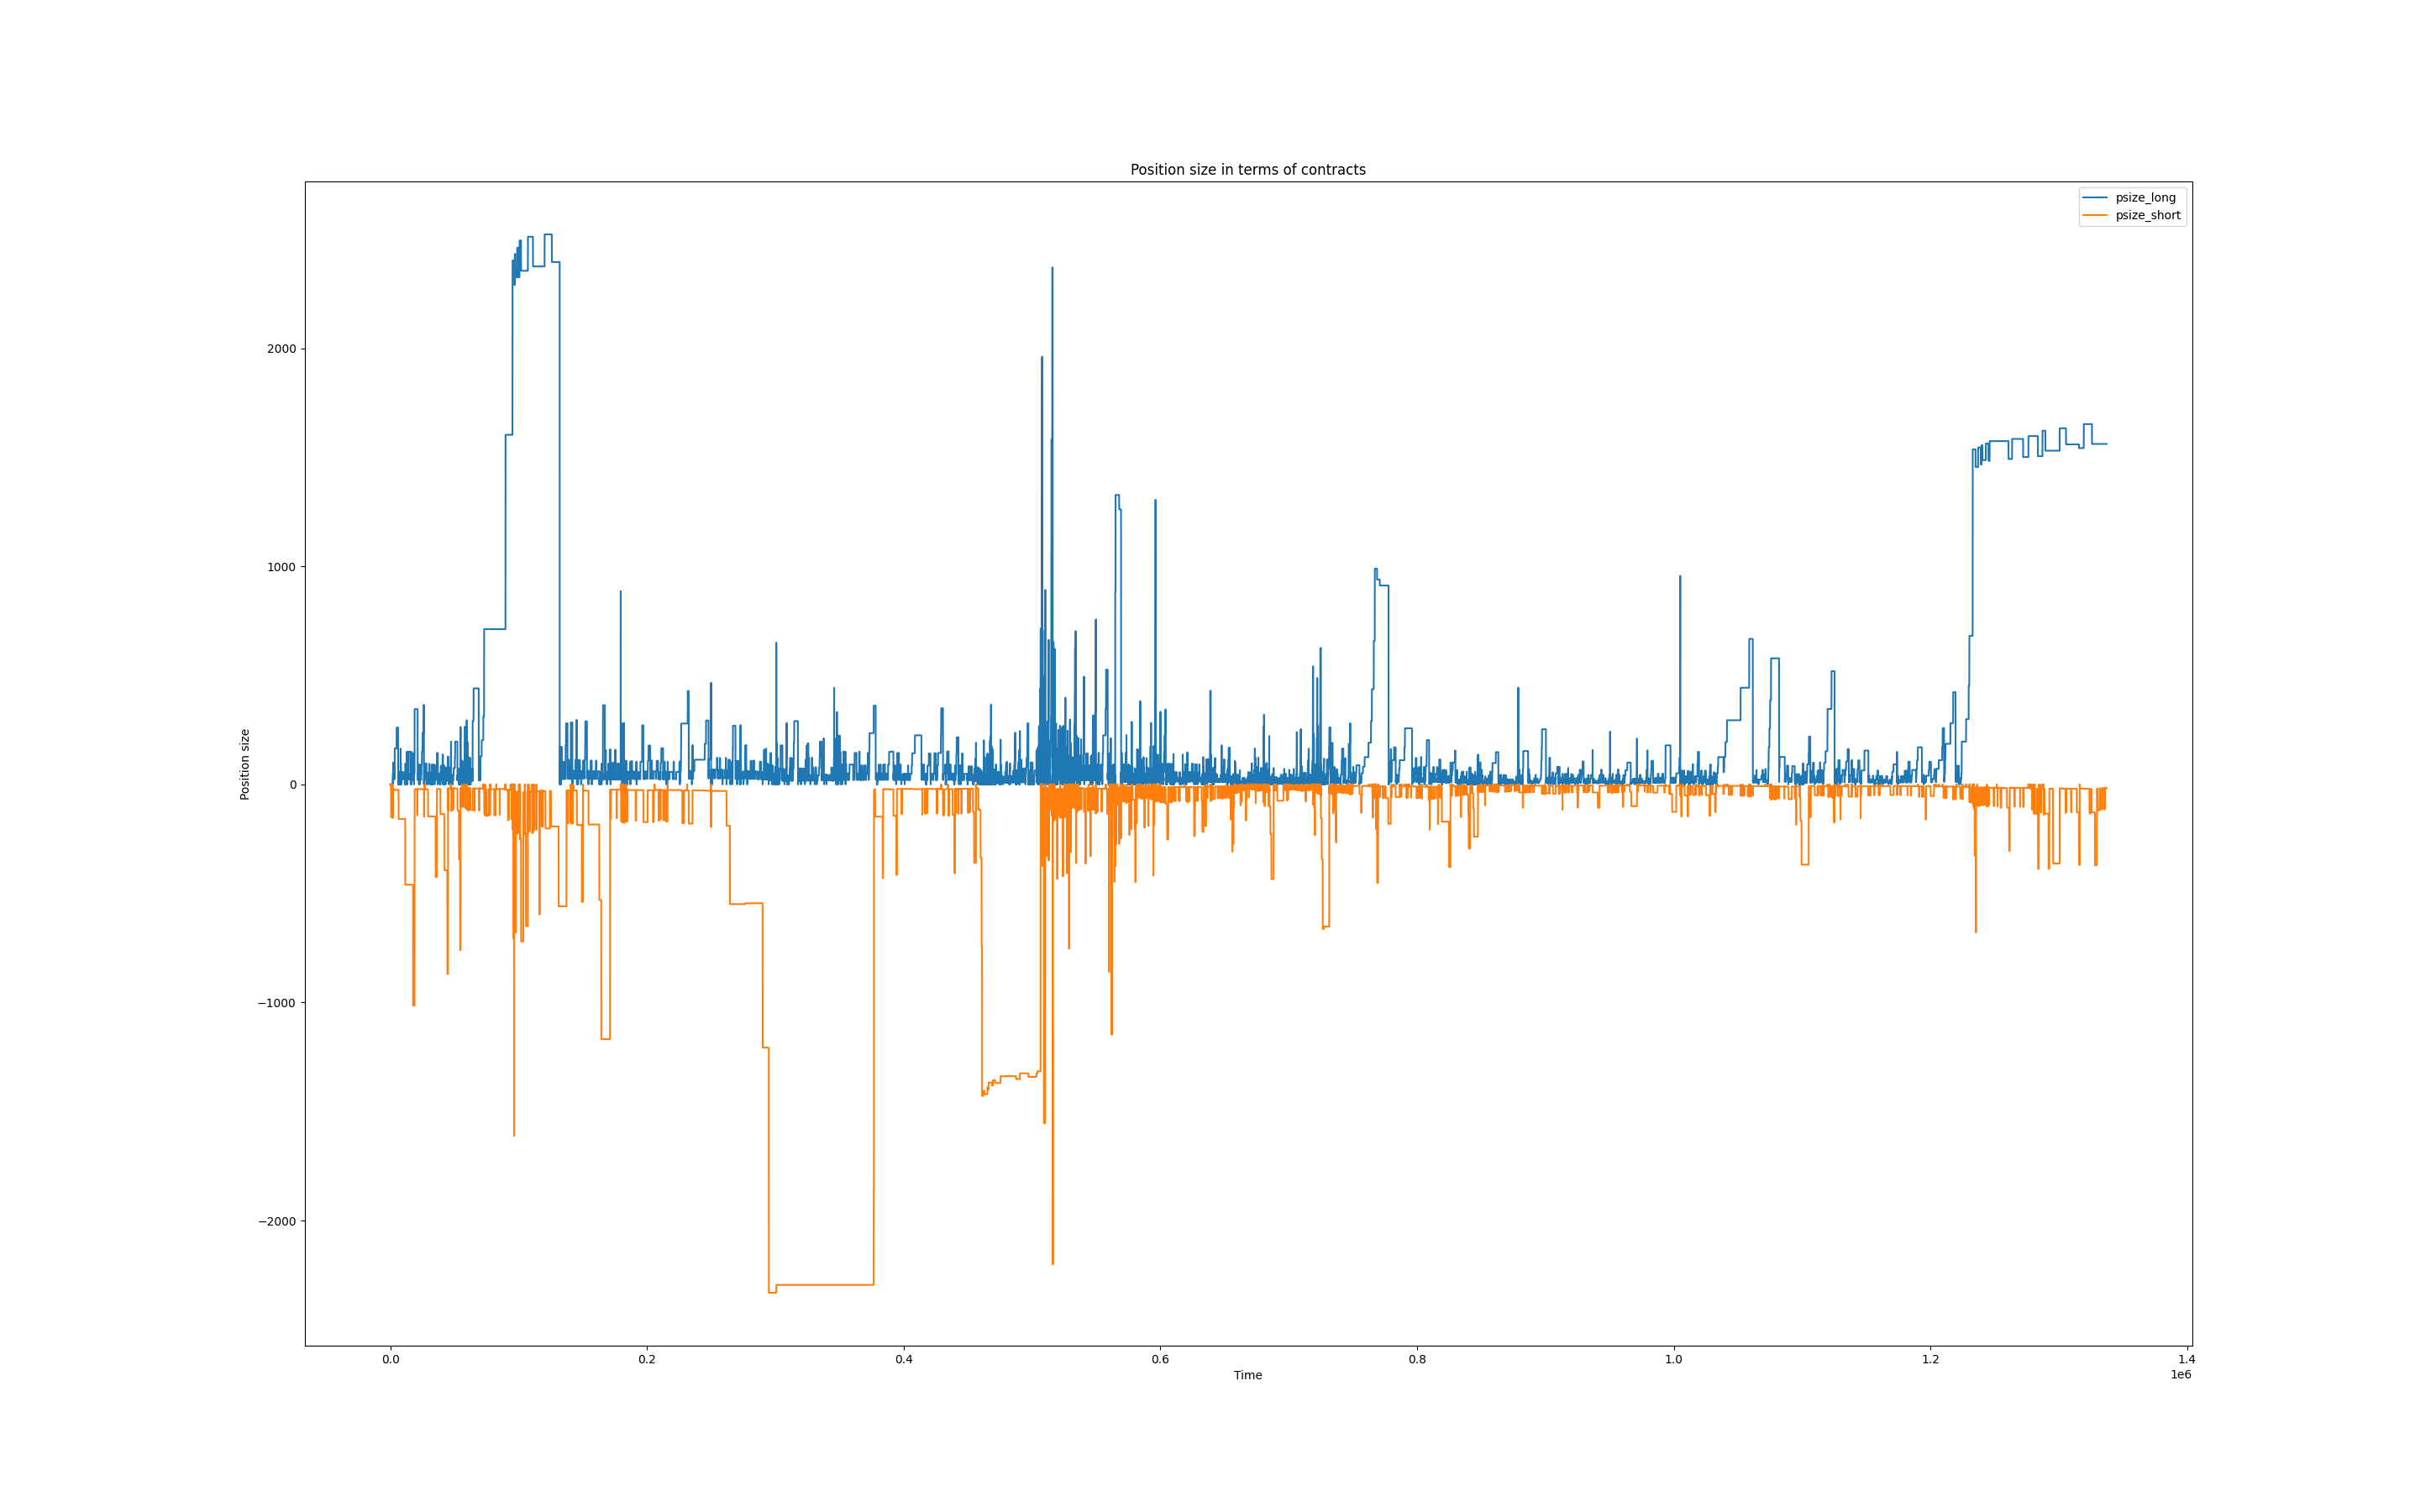 Position size in terms of contracts
psize_long
psize_short
Position size
2000
1000
0
−1000
−2000
0.0 0.2 0.4 0.6 0.8 1.0 1.2 1.4
Time
1e6